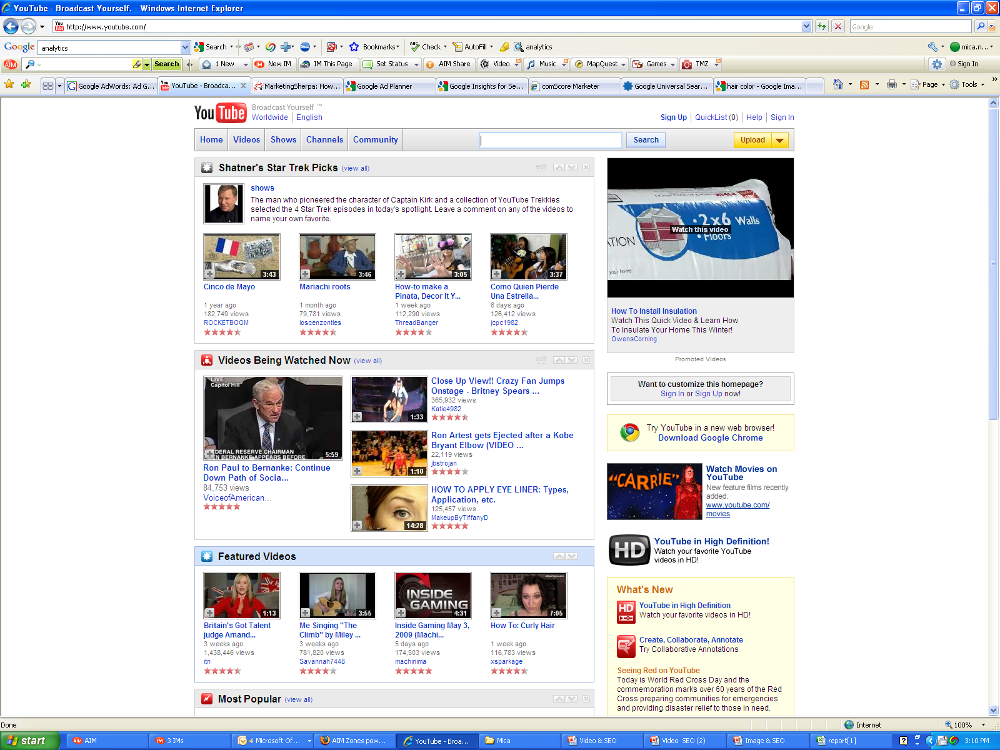 YouTube - Broadcast Yourself. - Windows Internet Explorer
http://www.youtube.com/
Google
Google analytics Search Bookmarks Check AutoFill analytics mica.n...
AIM Search 1 New New IM IM This Page Set Status AIM Share Video Music MapQuest Games TMZ Sign In
Google AdWords: Ad G... YouTube - Broadca... MarketingSherpa: How... Google Ad Planner Google Insights for Se... comScore Marketer Google Universal Sear... hair color - Google Ima... Page Tools
YouTube Broadcast Yourself ™
Worldwide | English
Sign Up | QuickList (0) | Help | Sign In
Home Videos Shows Channels Community Search Upload
Shatner's Star Trek Picks (view all) edit
shows
The man who pioneered the character of Captain Kirk and a collection of YouTube Trekkies
selected the 4 Star Trek episodes in today's spotlight. Leave a comment on any of the videos to
name your own favorite.
3:43
Cinco de Mayo
1 year ago
182,749 views
ROCKETBOOM
3:46
Mariachi roots
1 month ago
79,781 views
loscenzontles
3:05
How-to make a
Pinata, Decor It Y...
1 week ago
112,290 views
ThreadBanger
3:37
Como Quien Pierde
Una Estrella...
6 days ago
126,412 views
jcpc1982
Videos Being Watched Now (view all) edit
LIVE
Capitol Hill
DERAL RESERVE CHAIRMAN
EN BERNANKE APPEARS BEFORE
5:59
Ron Paul to Bernanke: Continue
Down Path of Socia...
84,753 views
VoiceofAmerican...
1:33
Close Up View!! Crazy Fan Jumps
Onstage - Britney Spears ...
365,932 views
Katie4982
1:10
Ron Artest gets Ejected after a Kobe
Bryant Elbow (VIDEO ...
22,119 views
jbstrojan
14:28
HOW TO APPLY EYE LINER: Types,
Application, etc.
125,457 views
MakeupByTiffanyD
Featured Videos
1:13
Britain's Got Talent
judge Amand...
3 weeks ago
1,438,446 views
itn
3:55
Me Singing "The
Climb" by Miley ...
3 weeks ago
781,820 views
Savannah7448
INSIDE
GAMING
4:31
Inside Gaming May 3,
2009 (Machi...
5 days ago
174,503 views
machinima
7:05
How To: Curly Hair
1 week ago
116,783 views
xsparkage
Most Popular (view all)
•2x6 Walls
• Floors
ATION
your home
Watch this video
How To Install Insulation
Watch This Quick Video & Learn How
To Insulate Your Home This Winter!
OwensCorning
Promoted Videos
Want to customize this homepage?
Sign In or Sign Up now!
Try YouTube in a new web browser!
Download Google Chrome
"CARRIE"
Watch Movies on
YouTube
New feature films recently
added.
www.youtube.com/
movies
HD
YouTube in High Definition!
Watch your favorite YouTube
videos in HD!
What's New
HD
YouTube in High Definition
Watch your favorite videos in HD!
Create, Collaborate, Annotate
Try Collaborative Annotations
Seeing Red on YouTube
Today is World Red Cross Day and the
commemoration marks over 60 years of the Red
Cross preparing communities for emergencies
and providing disaster relief to those in need.
Done Internet 100%
start AIM 3 IMs 4 Microsoft Of... AIM Zones pow... YouTube - Broa... Mica Video & SEO Video SEO (2) Image & SEO report[1] 3:10 PM